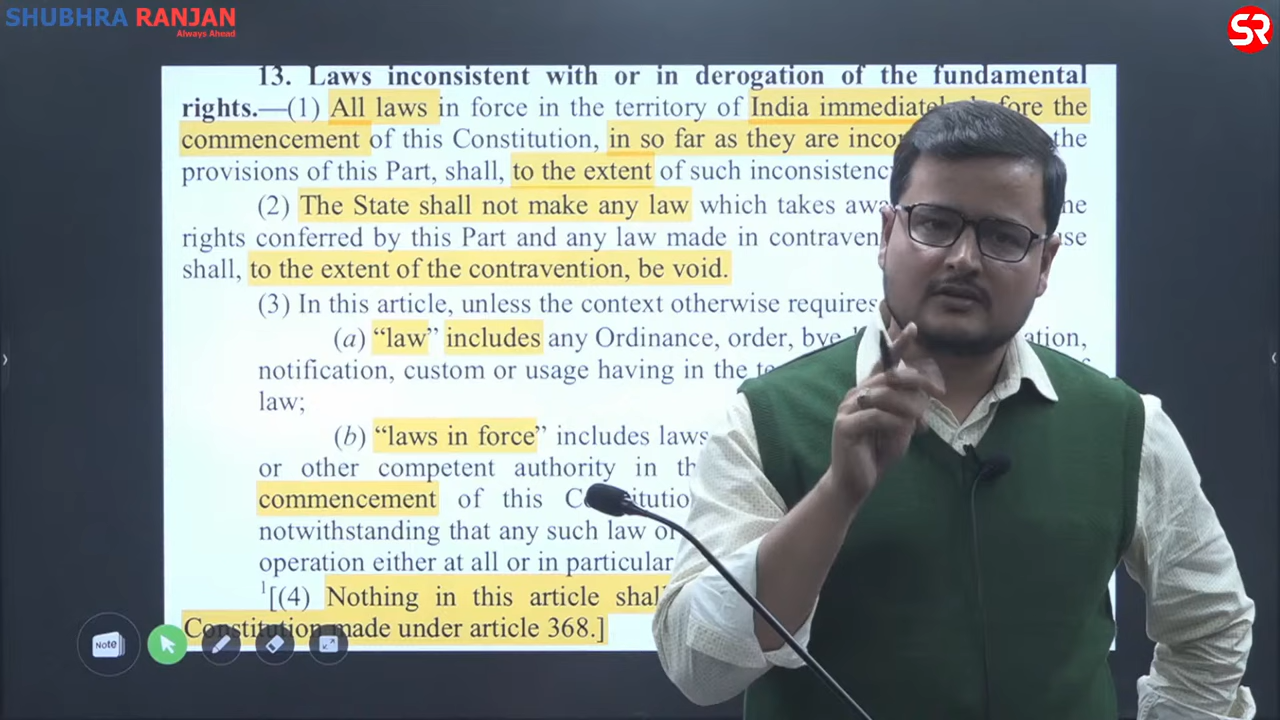 SHUBHRA RANJAN
Always Ahead
SR
13. Laws inconsistent with or in derogation of the fundamental
rights.—(1) All laws in force in the territory of India immediately before the
commencement of this Constitution, in so far as they are the
provisions of this Part, shall, to the extent of such
(2) The State shall not make any law which takes
rights conferred by this Part and any law made in
shall, to the extent of the contravention, be void.
(3) In this article, unless the context otherwise requires
(a) “law” includes any Ordinance, order, bye
notification, custom or usage having in the
law;
(b) “laws in force” includes laws
or other competent authority in
commencement of this
notwithstanding that any such law
operation either at all or in particular
1[(4) Nothing in this article
Constitution made under article 368.]
Note